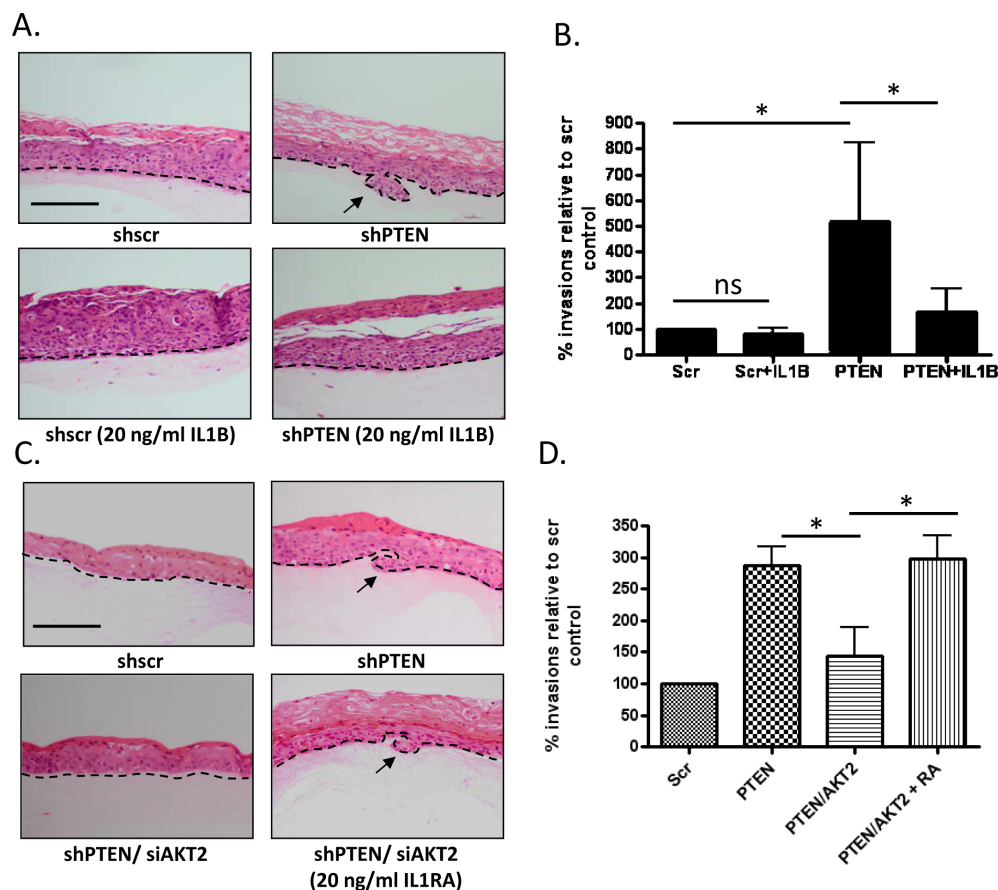 A.
shscr
shPTEN
shscr (20 ng/ml IL1B)
shPTEN (20 ng/ml IL1B)
B.
% invasions relative to scr
control
900
800
700
600
500
400
300
200
100
0
ns
*
*
Scr
Scr+IL1B
PTEN
PTEN+IL1B
C.
shscr
shPTEN
shPTEN/ siAKT2
shPTEN/ siAKT2
(20 ng/ml IL1RA)
D.
% invasions relative to scr
control
350
300
250
200
150
100
50
0
*
*
Scr
PTEN
PTEN/AKT2
PTEN/AKT2 + RA